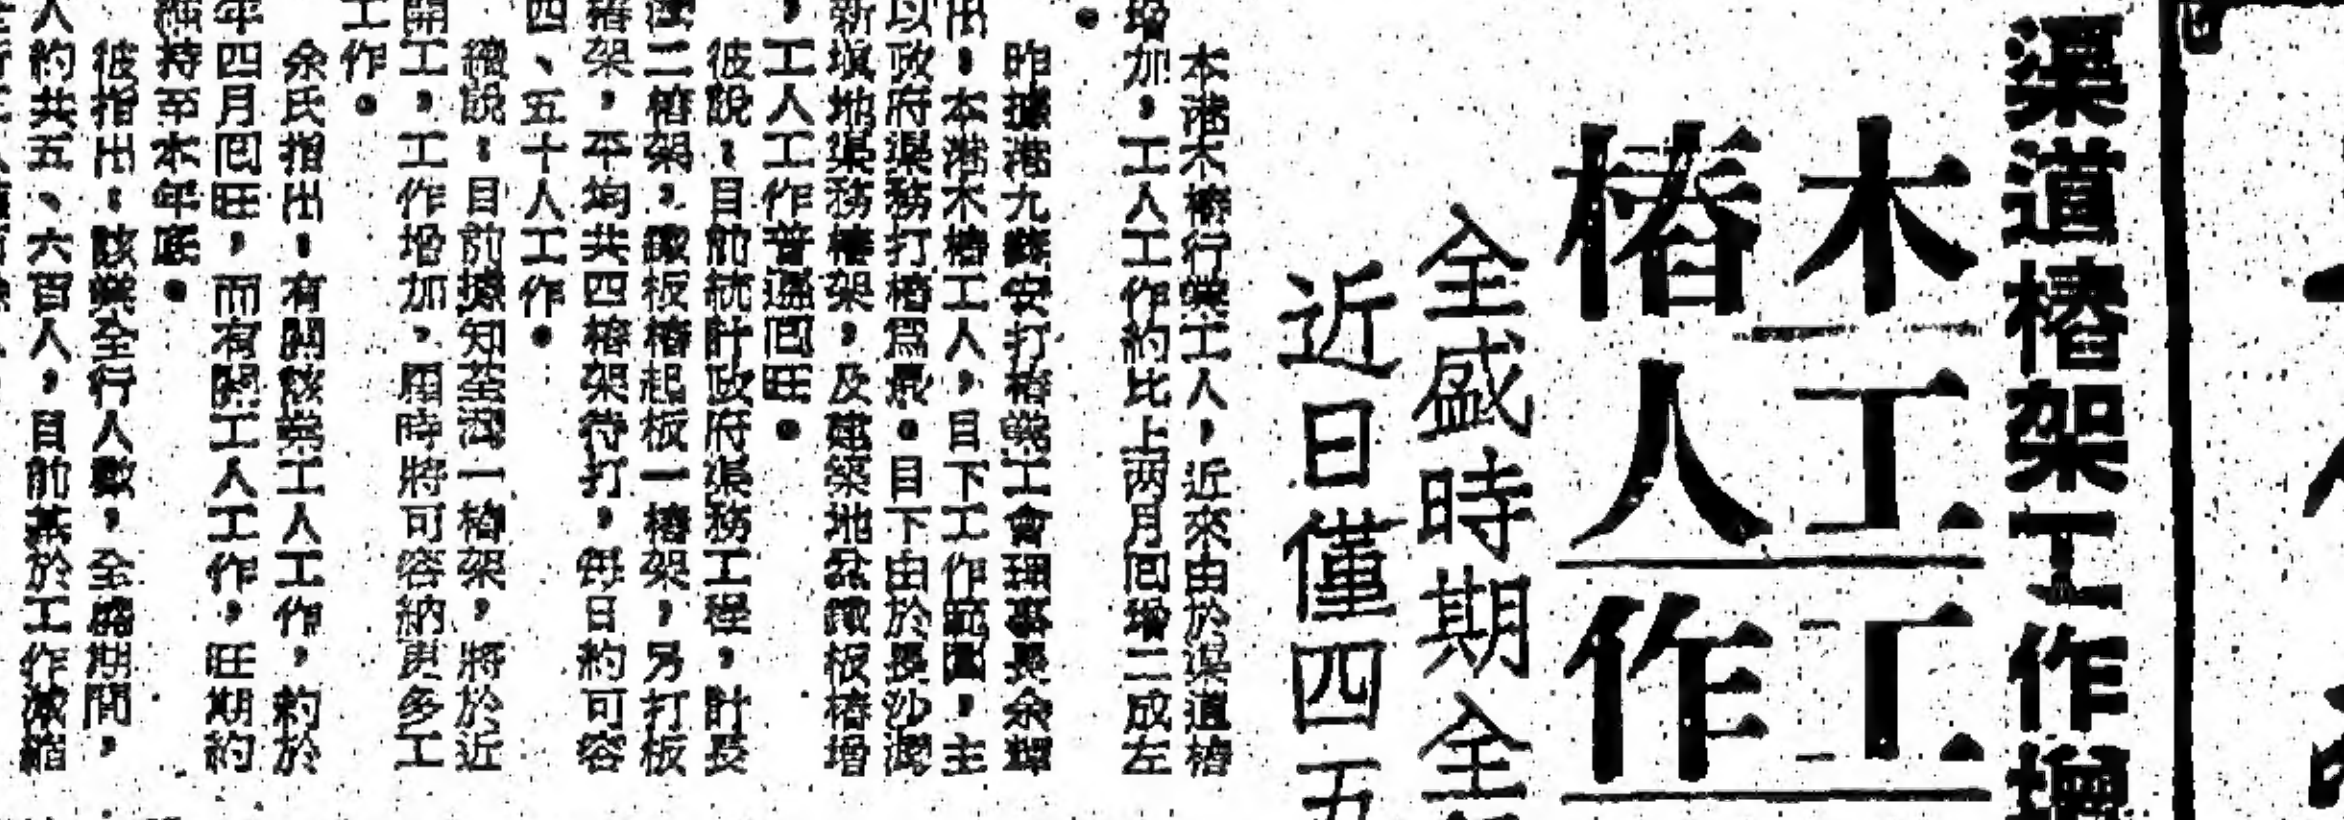 渠道樁架工作增
木工工
樁人作
全盛時期全
近日僅四五
本港木樁行業工人，近來由於渠道樁
增加，工人工作約比上两月囘增二成左
。
昨據港九務安打樁業工會理事長余輝
出，本港木樁工人，目下工作範圍，主
以政府渠務打樁爲最。目下由於長沙灣
新塡地渠務樁架，及建築地盆鐵板樁增
，工人工作普遍囘旺。
彼說：目前統計政府渠務工程，計長
灣二樁架，鐵板樁起板一樁架，另打板
樁架，平均共四樁架待打，每日約可容
四、五十人工作。
續說：目前據知荃灣一樁架，將於近
開工，工作增加，屆時將可容納更多工
工作。
余氏指出，有關該業工人工作，約於
年四月囘旺，而有關工人工作，旺期約
維持至本年底。
彼指出：該業全行人數，全盛期間，
人約共五、六百人，目前基於工作減縮